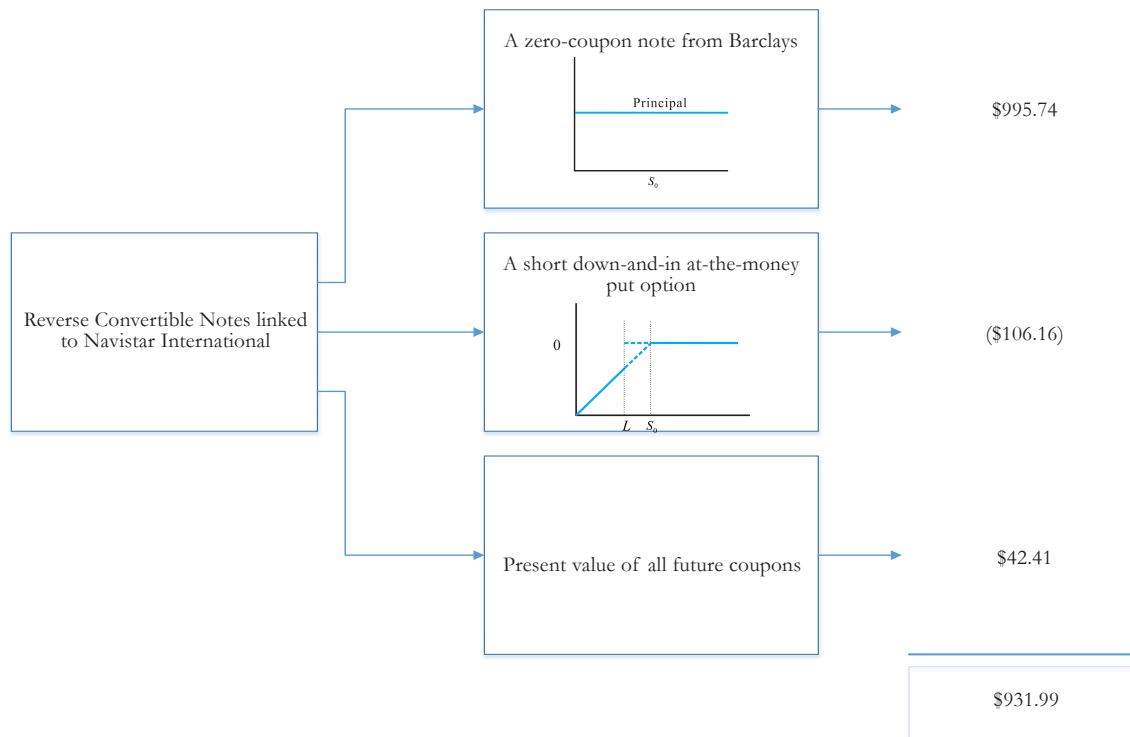 A zero-coupon note from Barclays
Principal
S₀
$995.74
Reverse Convertible Notes linked
to Navistar International
A short down-and-in at-the-money
put option
0
L S₀
($106.16)
Present value of all future coupons
$42.41
$931.99